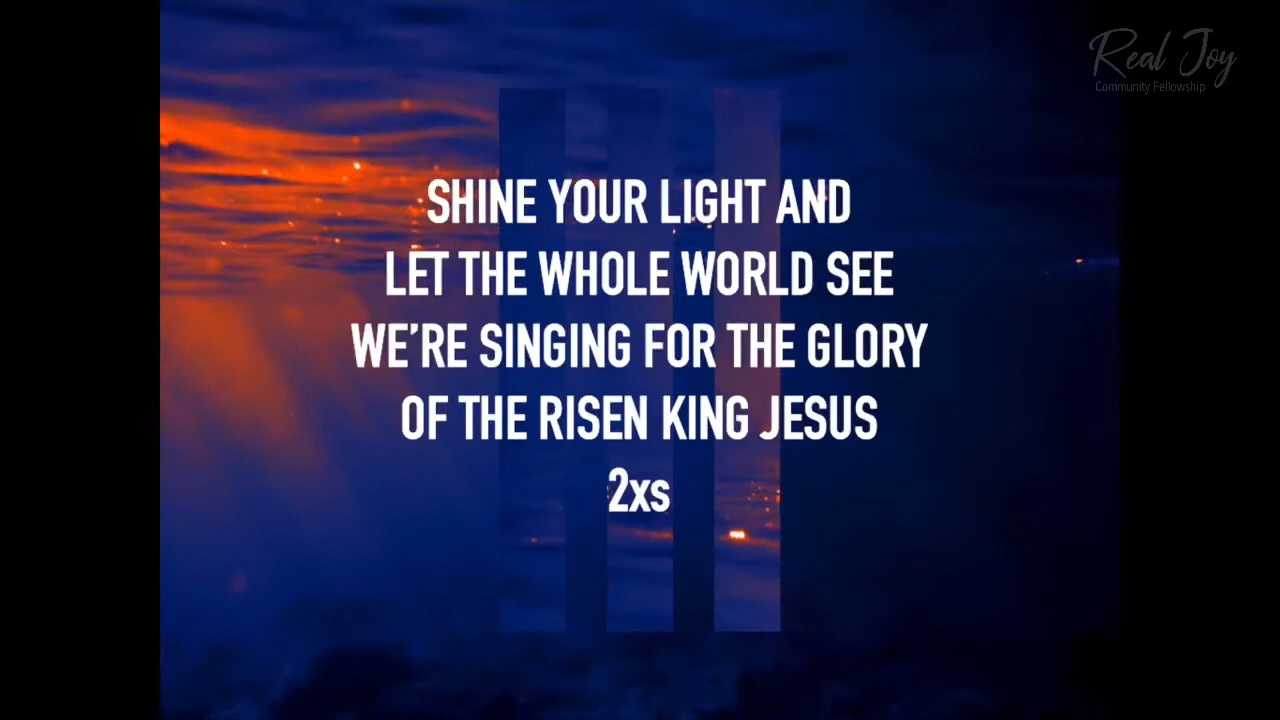 Real Joy
Community Fellowship
SHINE YOUR LIGHT AND
LET THE WHOLE WORLD SEE
WE’RE SINGING FOR THE GLORY
OF THE RISEN KING JESUS
2xs